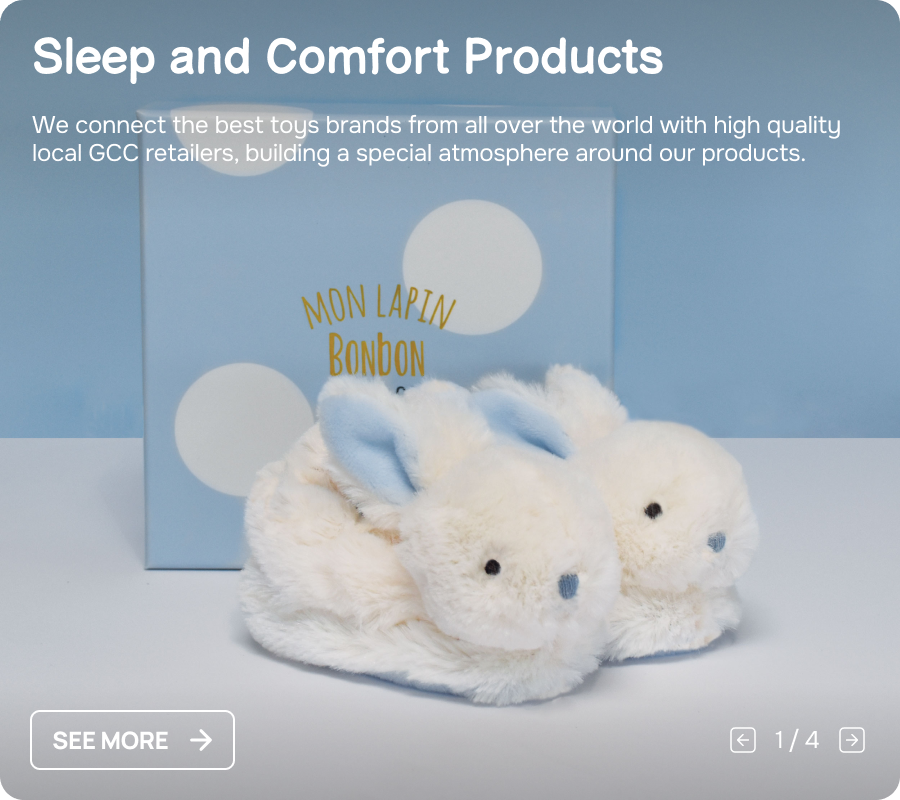 Sleep and Comfort Products
We connect the best toys brands from all over the world with high quality
local GCC retailers, building a special atmosphere around our products.
MON LAPIN
BONBON
SEE MORE
1 / 4